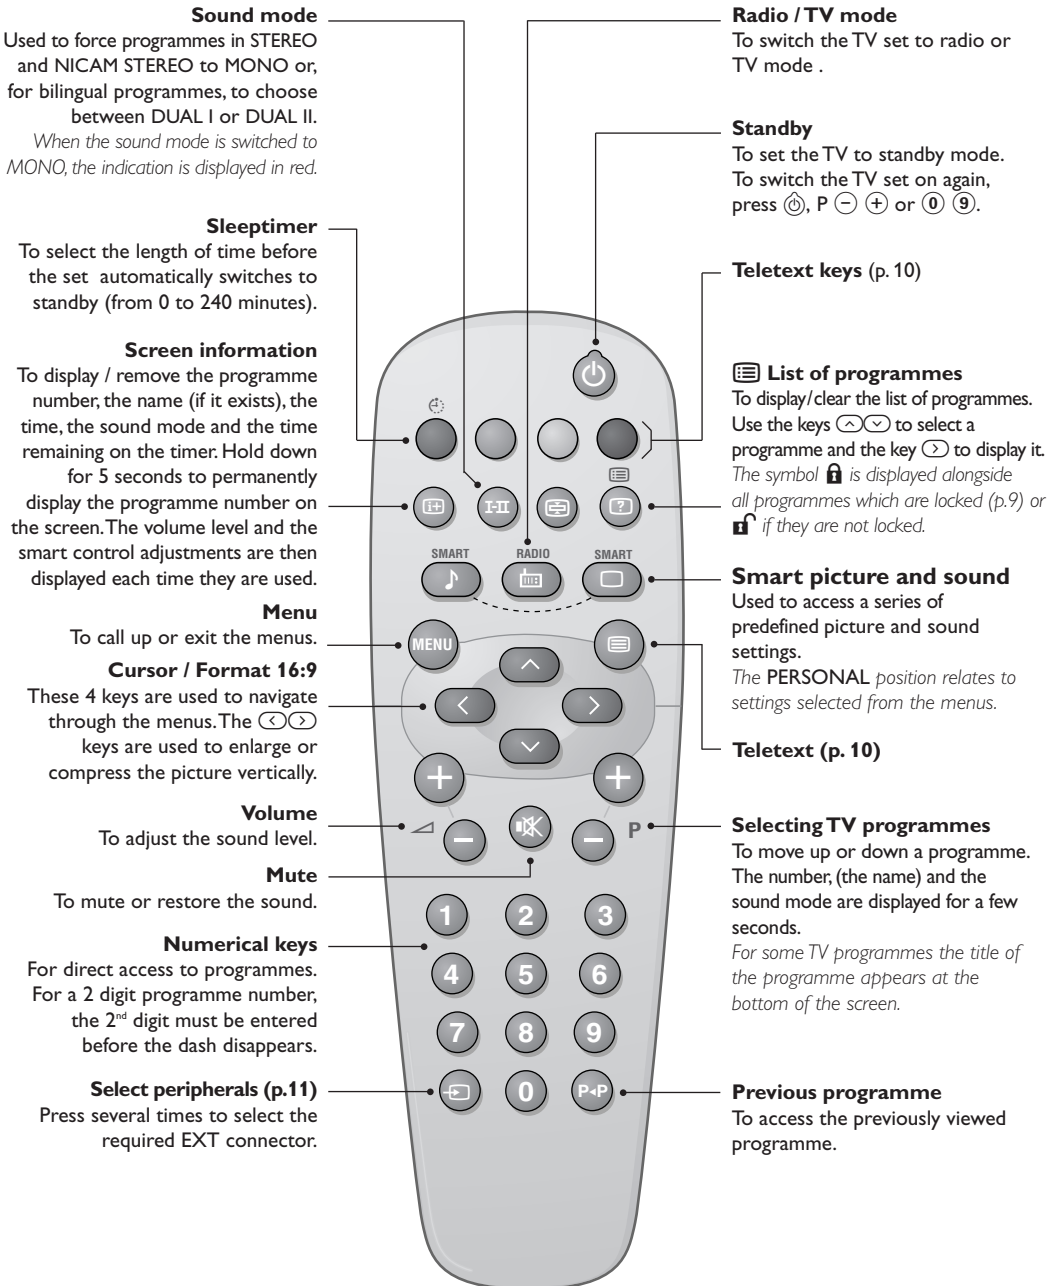 Sound mode
Used to force programmes in STEREO
and NICAM STEREO to MONO or,
for bilingual programmes, to choose
between DUAL I or DUAL II.
When the sound mode is switched to
MONO, the indication is displayed in red.
Sleeptimer
To select the length of time before
the set automatically switches to
standby (from 0 to 240 minutes).
Screen information
To display / remove the programme
number, the name (if it exists), the
time, the sound mode and the time
remaining on the timer. Hold down
for 5 seconds to permanently
display the programme number on
the screen. The volume level and the
smart control adjustments are then
displayed each time they are used.
Menu
To call up or exit the menus.
Cursor / Format 16:9
These 4 keys are used to navigate
through the menus. The < >
keys are used to enlarge or
compress the picture vertically.
Volume
To adjust the sound level.
Mute
To mute or restore the sound.
Numerical keys
For direct access to programmes.
For a 2 digit programme number,
the 2nd digit must be entered
before the dash disappears.
Select peripherals (p.11)
Press several times to select the
required EXT connector.
i+
I-II
?
SMART
RADIO
SMART
MENU
+
+
-
-
P
1
2
3
4
5
6
7
8
9
0
P◂P
Radio / TV mode
To switch the TV set to radio or
TV mode .
Standby
To set the TV to standby mode.
To switch the TV set on again,
press , P - + or 0 9.
Teletext keys (p. 10)
List of programmes
To display/clear the list of programmes.
Use the keys to select a
programme and the key > to display it.
The symbol is displayed alongside
all programmes which are locked (p.9) or
if they are not locked.
Smart picture and sound
Used to access a series of
predefined picture and sound
settings.
The PERSONAL position relates to
settings selected from the menus.
Teletext (p. 10)
Selecting TV programmes
To move up or down a programme.
The number, (the name) and the
sound mode are displayed for a few
seconds.
For some TV programmes the title of
the programme appears at the
bottom of the screen.
Previous programme
To access the previously viewed
programme.